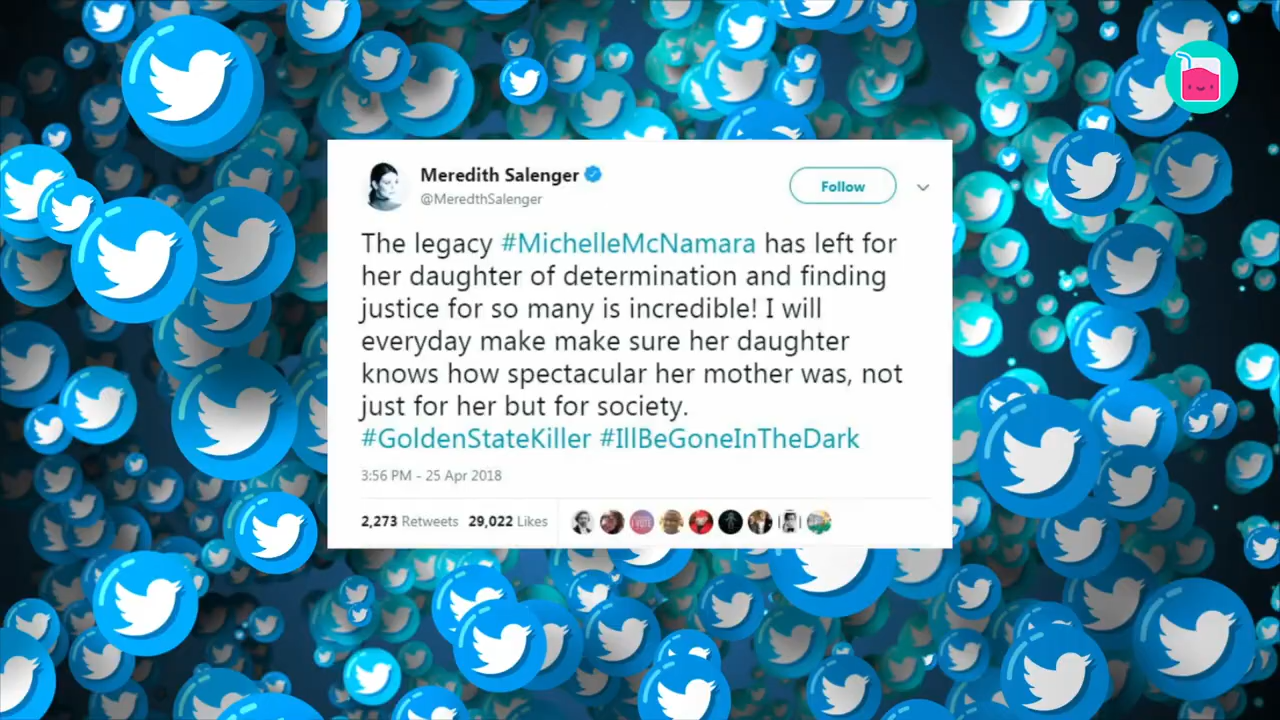 Meredith Salenger
@MeredthSalenger
Follow
The legacy #MichelleMcNamara has left for
her daughter of determination and finding
justice for so many is incredible! I will
everyday make make sure her daughter
knows how spectacular her mother was, not
just for her but for society.
#GoldenStateKiller #IllBeGoneInTheDark
3:56 PM - 25 Apr 2018
2,273 Retweets 29,022 Likes